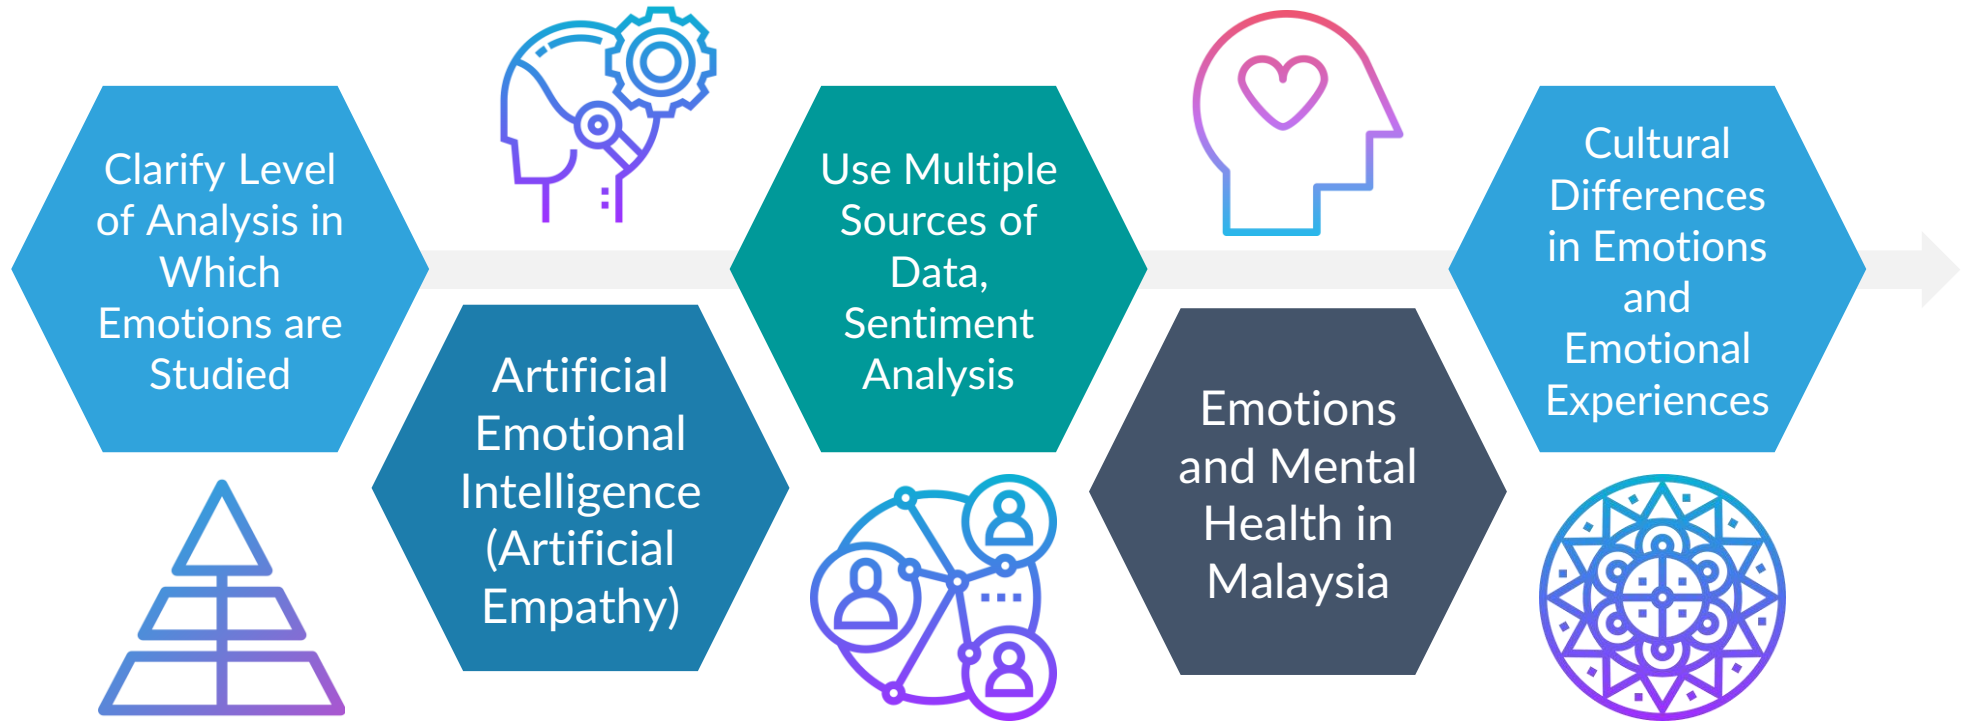 Clarify Level
of Analysis in
Which
Emotions are
Studied
Artificial
Emotional
Intelligence
(Artificial
Empathy)
Use Multiple
Sources of
Data,
Sentiment
Analysis
Emotions
and Mental
Health in
Malaysia
Cultural
Differences
in Emotions
and
Emotional
Experiences